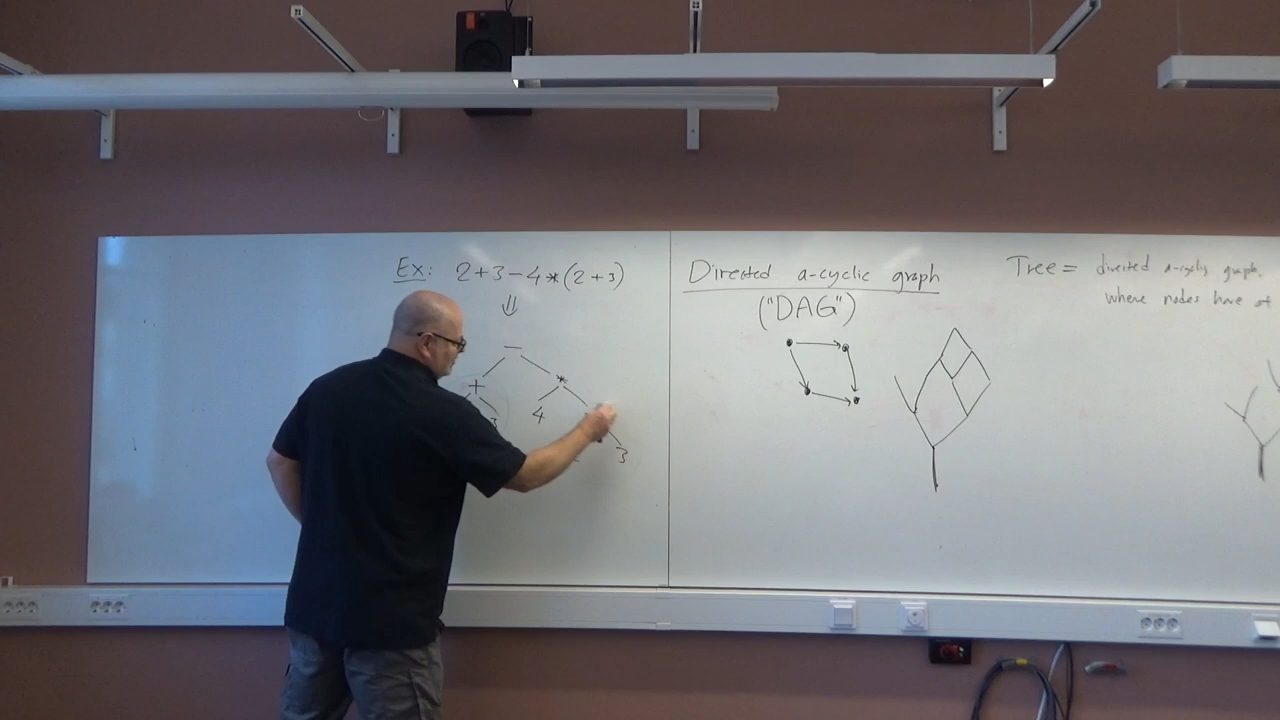 Ex: 2+3-4*(2+3)
⇓
-
+ *
3 4
3
Directed a-cyclic graph
("DAG")
Tree = directed a-cyclic graph,
where nodes have at